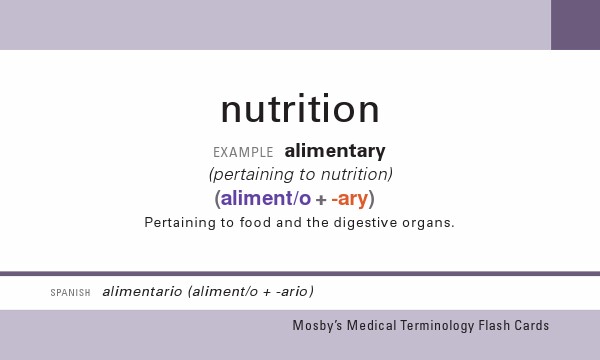 nutrition
EXAMPLE alimentary
(pertaining to nutrition)
(aliment/o + -ary)
Pertaining to food and the digestive organs.
SPANISH alimentario (aliment/o + -ario)
Mosby's Medical Terminology Flash Cards